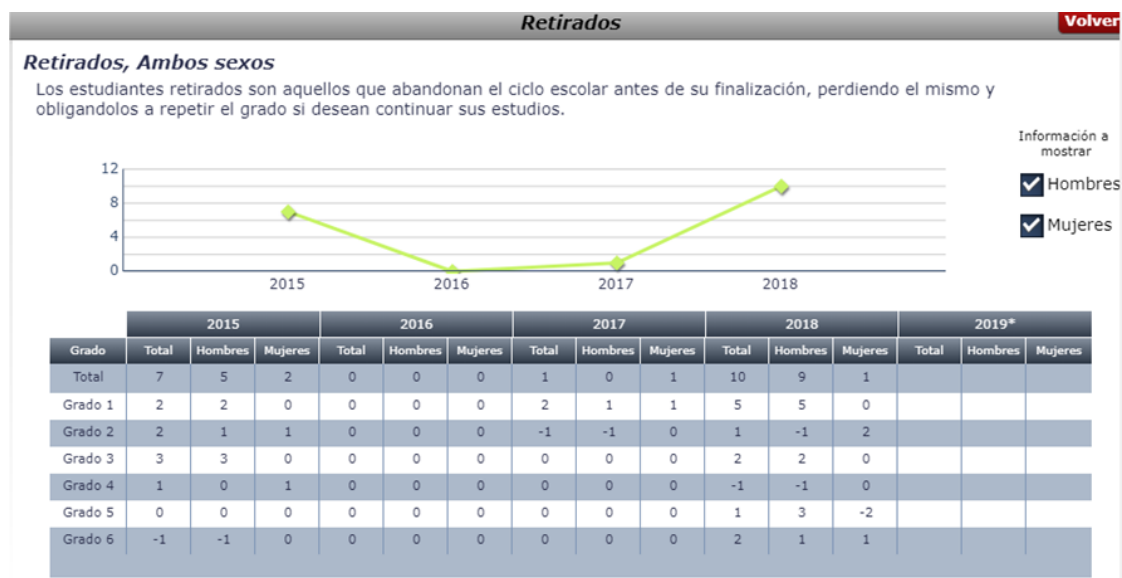 Retirados
Volver
Retirados, Ambos sexos
Los estudiantes retirados son aquellos que abandonan el ciclo escolar antes de su finalización, perdiendo el mismo y
obligandolos a repetir el grado si desean continuar sus estudios.
Información a
mostrar
Hombres
Mujeres
12
8
4
0
2015 2016 2017 2018
2015 2016 2017 2018 2019*
Grado Total Hombres Mujeres Total Hombres Mujeres Total Hombres Mujeres Total Hombres Mujeres Total Hombres Mujeres
Total 7 5 2 0 0 0 1 0 1 10 9 1
Grado 1 2 2 0 0 0 0 2 1 1 5 5 0
Grado 2 2 1 1 0 0 0 -1 -1 0 1 -1 2
Grado 3 3 3 0 0 0 0 0 0 0 2 2 0
Grado 4 1 0 1 0 0 0 0 0 0 -1 -1 0
Grado 5 0 0 0 0 0 0 0 0 0 1 3 -2
Grado 6 -1 -1 0 0 0 0 0 0 0 2 1 1